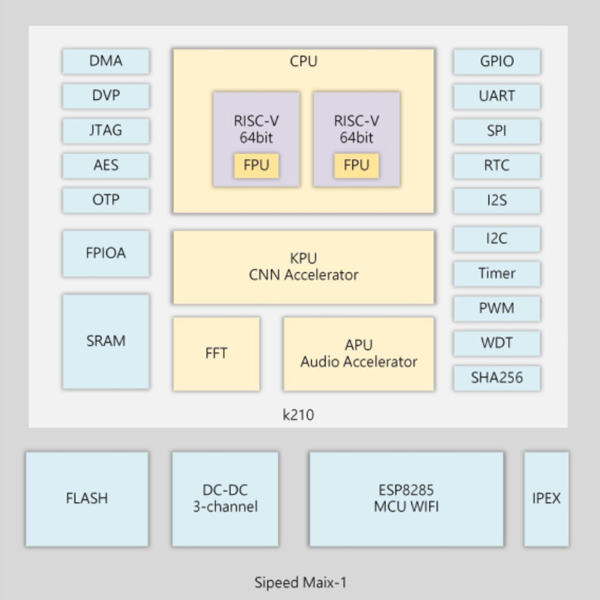 DMA
DVP
JTAG
AES
OTP
FPIOA
SRAM
CPU
RISC-V
64bit
FPU
RISC-V
64bit
FPU
KPU
CNN Accelerator
FFT
APU
Audio Accelerator
GPIO
UART
SPI
RTC
I2S
I2C
Timer
PWM
WDT
SHA256
k210
FLASH
DC-DC
3-channel
ESP8285
MCU WIFI
IPEX
Sipeed Maix-1